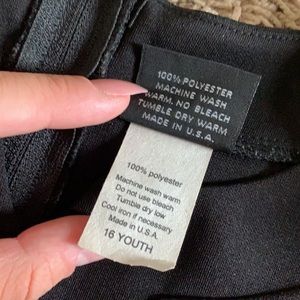 100% POLYESTER
MACHINE WASH
WARM. NO BLEACH
TUMBLE DRY WARM
MADE IN U.S.A.
100% polyester
Machine wash warm
Do not use bleach
Tumble dry low
Cool iron if necessary
Made in U.S.A.
16 YOUTH